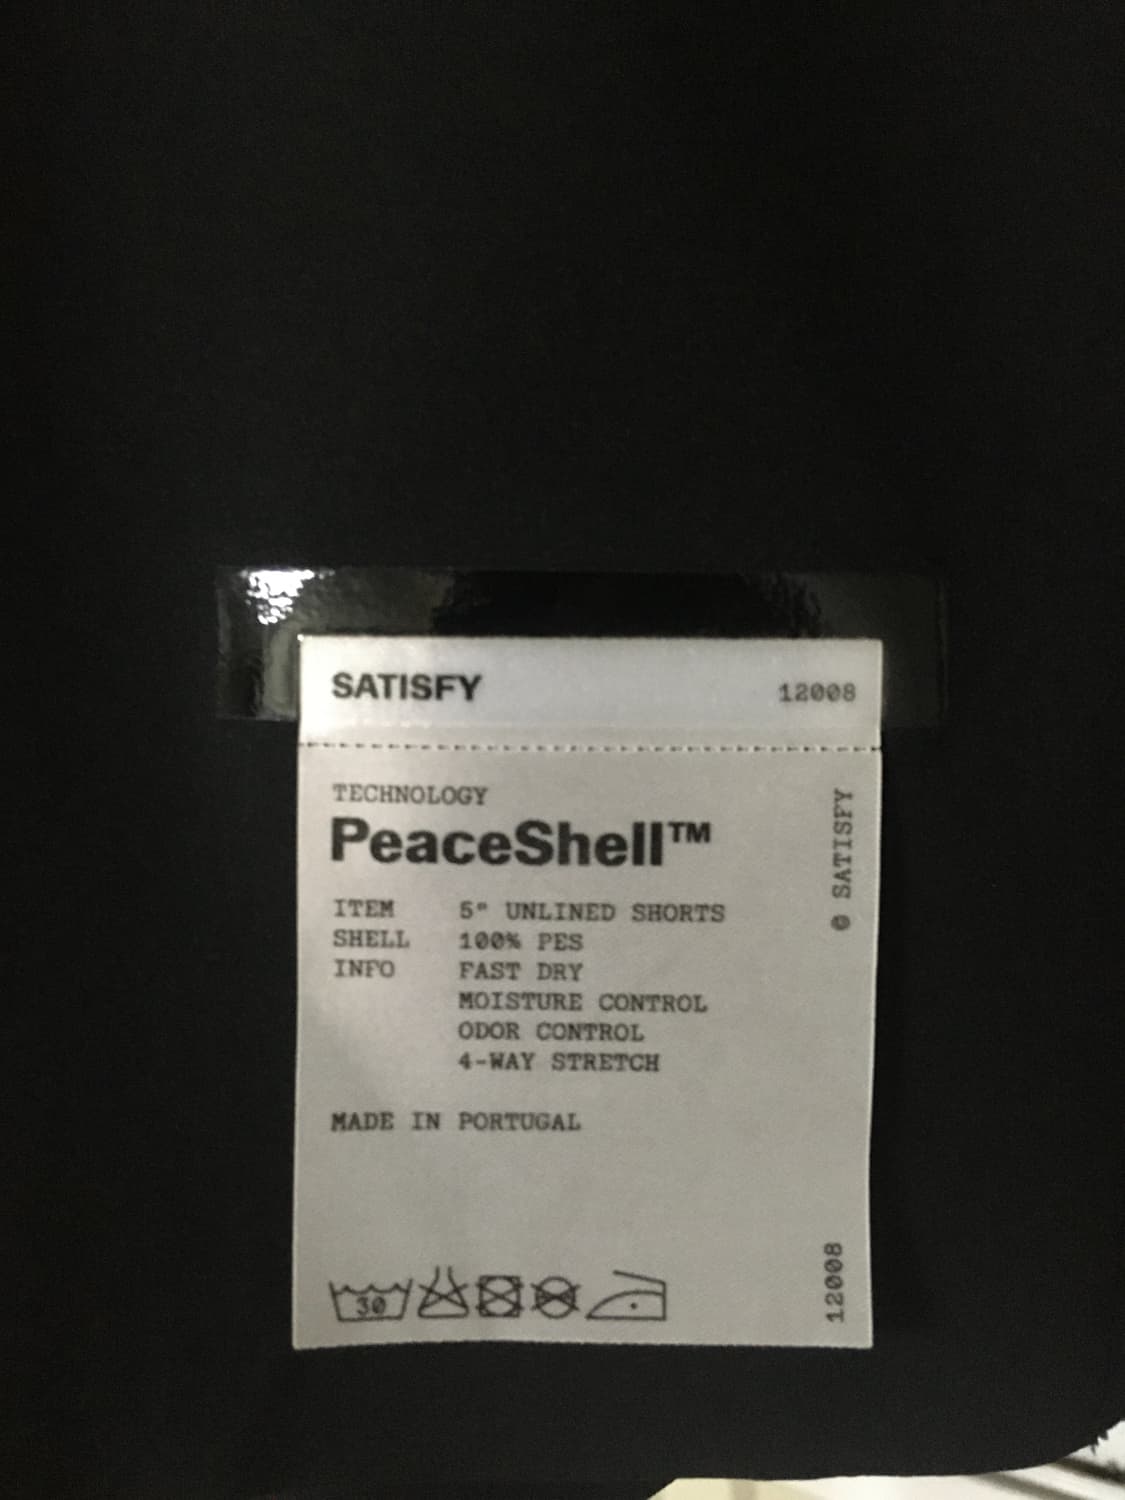 SATISFY 12008
TECHNOLOGY
PeaceShell™
ITEM 5" UNLINED SHORTS
SHELL 100% PES
INFO FAST DRY
MOISTURE CONTROL
ODOR CONTROL
4-WAY STRETCH
MADE IN PORTUGAL
30
© SATISFY
12008